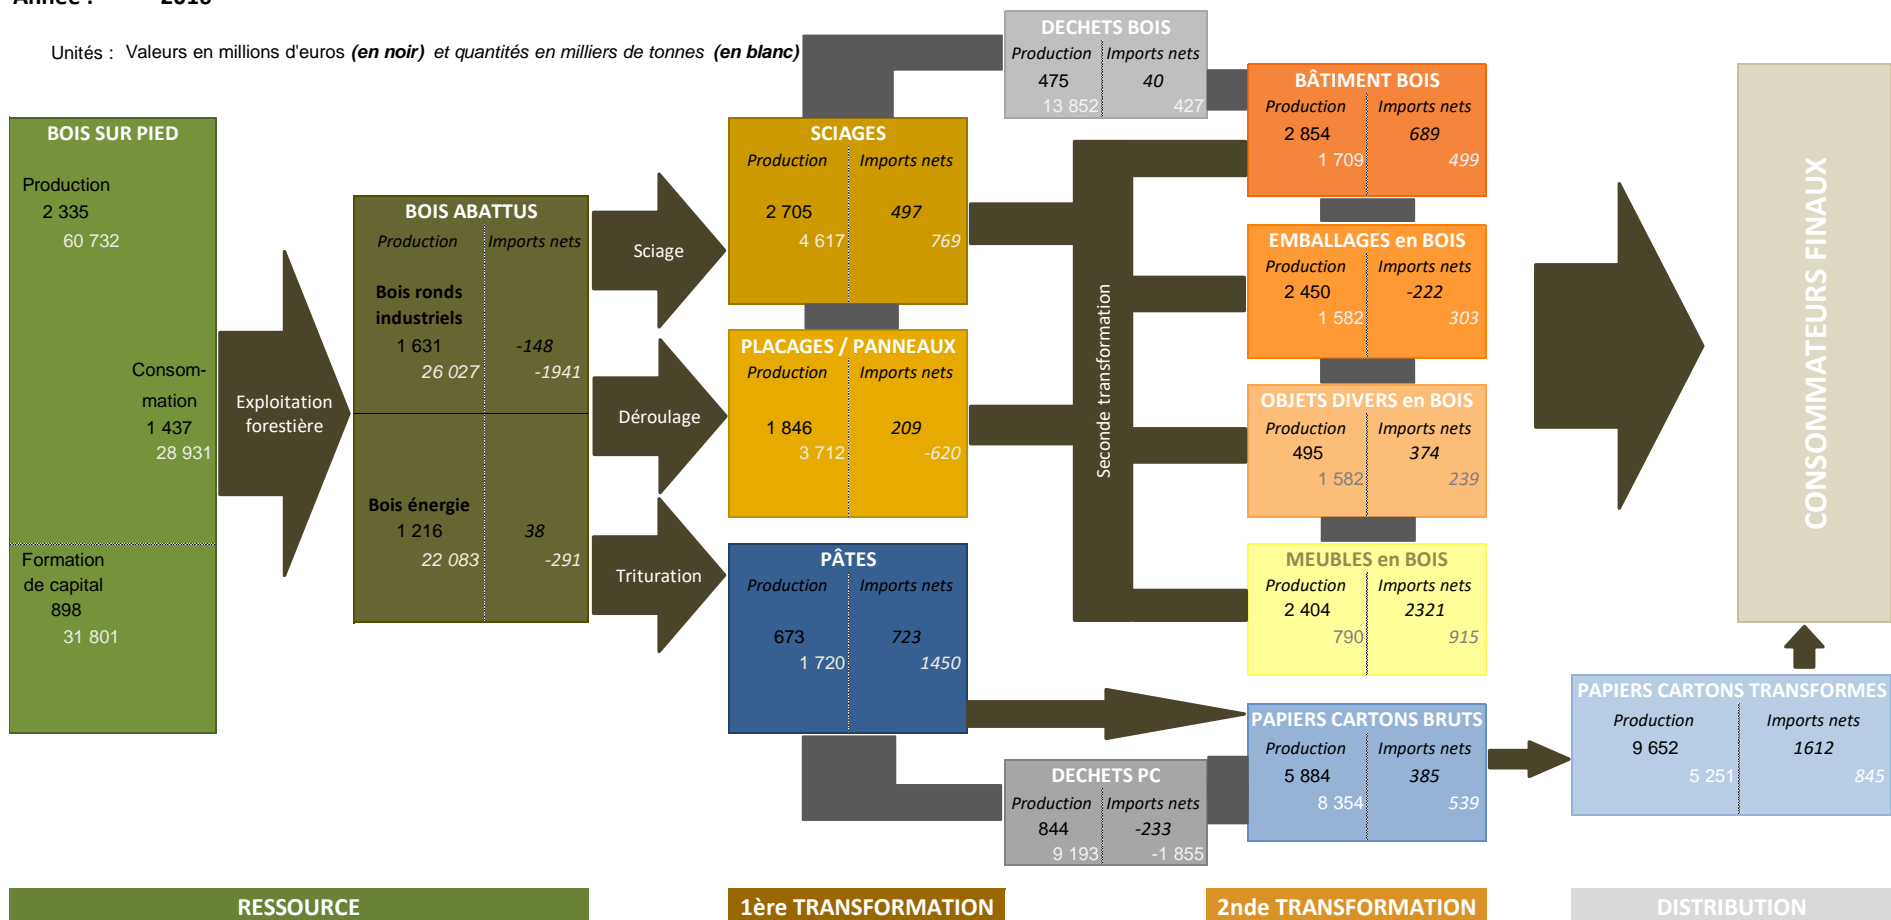 Unités : Valeurs en millions d'euros (en noir) et quantités en milliers de tonnes (en blanc)
BOIS SUR PIED
Production
2 335
60 732
Consom-
mation
1 437
28 931
Formation
de capital
898
31 801
Exploitation
forestière
BOIS ABATTUS
Production Imports nets
Bois ronds
industriels
1 631 -148
26 027 -1941
Bois énergie
1 216 38
22 083 -291
Sciage
Déroulage
Trituration
SCIAGES
Production Imports nets
2 705 497
4 617 769
PLACAGES / PANNEAUX
Production Imports nets
1 846 209
3 712 -620
PÂTES
Production Imports nets
673 723
1 720 1450
DECHETS BOIS
Production Imports nets
475 40
13 852 427
DECHETS PC
Production Imports nets
844 -233
9 193 -1 855
Seconde transformation
BÂTIMENT BOIS
Production Imports nets
2 854 689
1 709 499
EMBALLAGES en BOIS
Production Imports nets
2 450 -222
1 582 303
OBJETS DIVERS en BOIS
Production Imports nets
495 374
1 582 239
MEUBLES en BOIS
Production Imports nets
2 404 2321
790 915
PAPIERS CARTONS BRUTS
Production Imports nets
5 884 385
8 354 539
PAPIERS CARTONS TRANSFORMES
Production Imports nets
9 652 1612
5 251 845
CONSOMMATEURS FINAUX
RESSOURCE
1ère TRANSFORMATION
2nde TRANSFORMATION
DISTRIBUTION